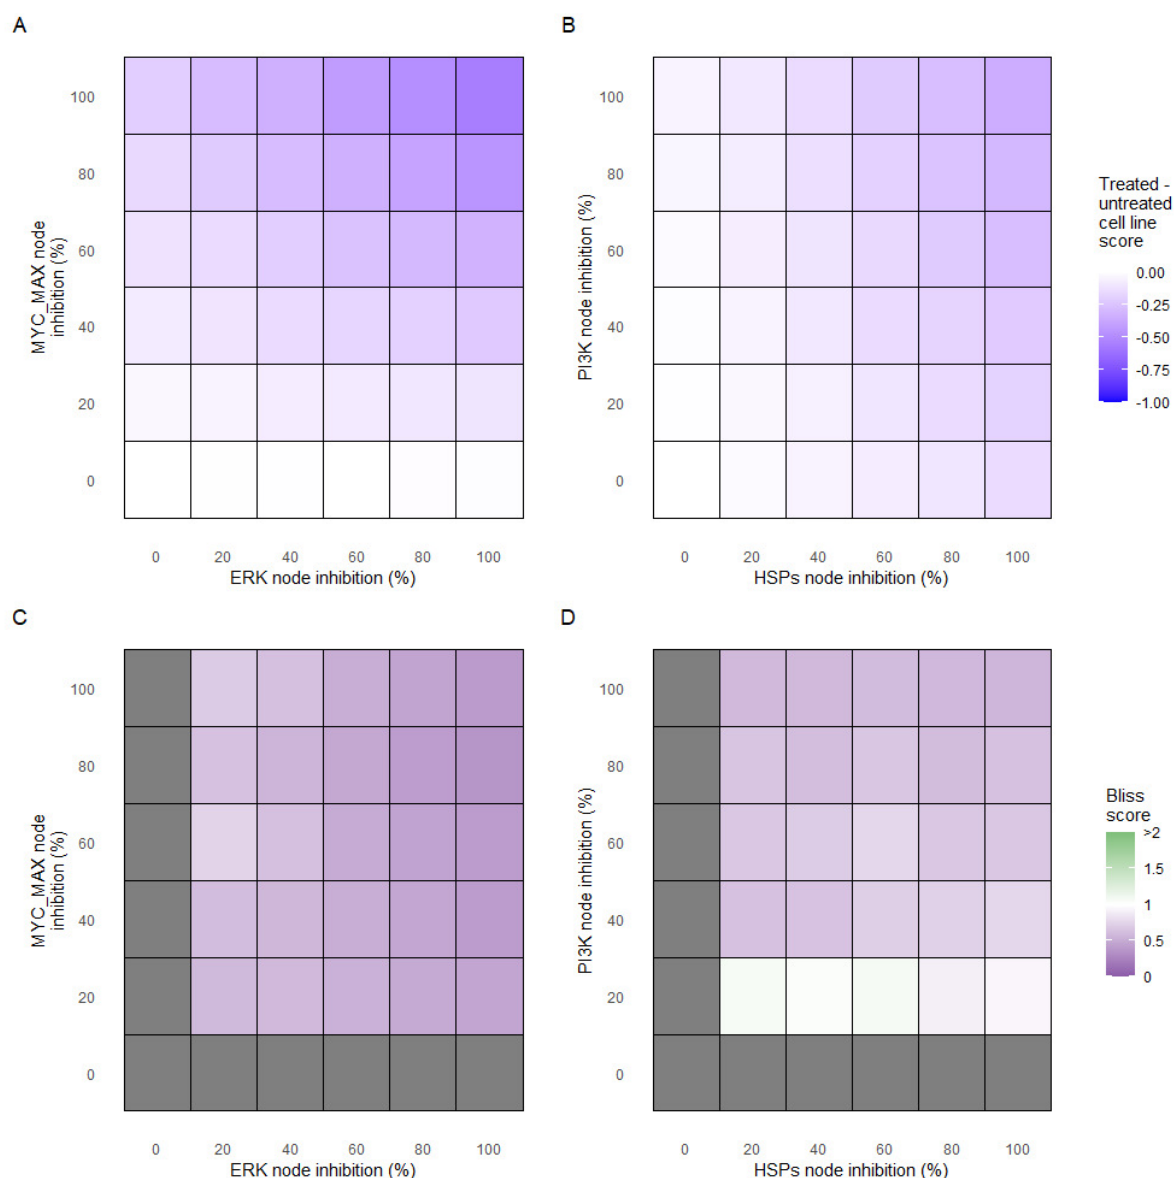 A
MYC_MAX node
inhibition (%)
100
80
60
40
20
0
0 20 40 60 80 100
ERK node inhibition (%)
B
PI3K node inhibition (%)
100
80
60
40
20
0
0 20 40 60 80 100
HSPs node inhibition (%)
Treated -
untreated
cell line
score
0.00
-0.25
-0.50
-0.75
-1.00
C
MYC_MAX node
inhibition (%)
100
80
60
40
20
0
0 20 40 60 80 100
ERK node inhibition (%)
D
PI3K node inhibition (%)
100
80
60
40
20
0
0 20 40 60 80 100
HSPs node inhibition (%)
Bliss
score
>2
1.5
1
0.5
0